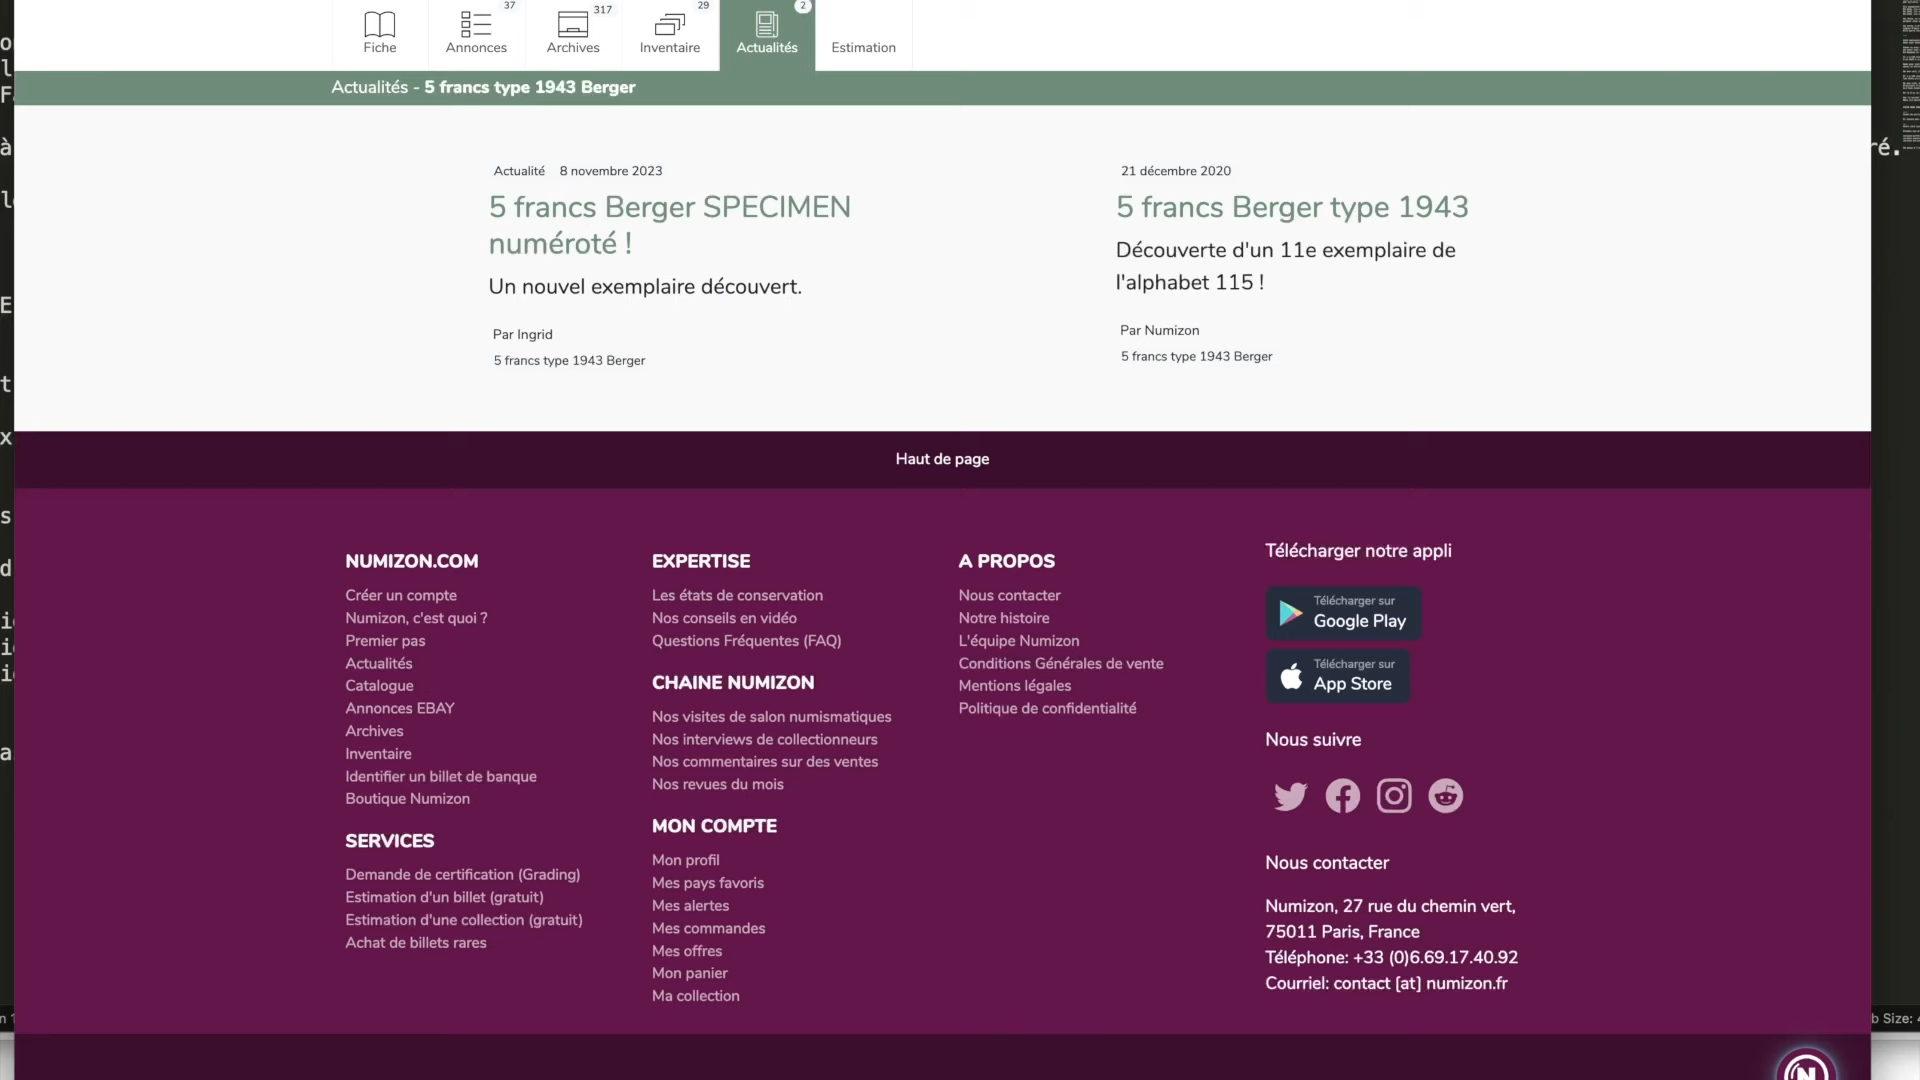 37
317
29
2
Fiche
Annonces
Archives
Inventaire
Actualités
Estimation
Actualités - 5 francs type 1943 Berger
Actualité 8 novembre 2023
5 francs Berger SPECIMEN
numéroté !
Un nouvel exemplaire découvert.
Par Ingrid
5 francs type 1943 Berger
21 décembre 2020
5 francs Berger type 1943
Découverte d'un 11e exemplaire de
l'alphabet 115 !
Par Numizon
5 francs type 1943 Berger
Haut de page
NUMIZON.COM
Créer un compte
Numizon, c'est quoi ?
Premier pas
Actualités
Catalogue
Annonces EBAY
Archives
Inventaire
Identifier un billet de banque
Boutique Numizon
SERVICES
Demande de certification (Grading)
Estimation d'un billet (gratuit)
Estimation d'une collection (gratuit)
Achat de billets rares
EXPERTISE
Les états de conservation
Nos conseils en vidéo
Questions Fréquentes (FAQ)
CHAINE NUMIZON
Nos visites de salon numismatiques
Nos interviews de collectionneurs
Nos commentaires sur des ventes
Nos revues du mois
MON COMPTE
Mon profil
Mes pays favoris
Mes alertes
Mes commandes
Mes offres
Mon panier
Ma collection
A PROPOS
Nous contacter
Notre histoire
L'équipe Numizon
Conditions Générales de vente
Mentions légales
Politique de confidentialité
Télécharger notre appli
Télécharger sur
Google Play
Télécharger sur
App Store
Nous suivre
Nous contacter
Numizon, 27 rue du chemin vert,
75011 Paris, France
Téléphone: +33 (0)6.69.17.40.92
Courriel: contact [at] numizon.fr